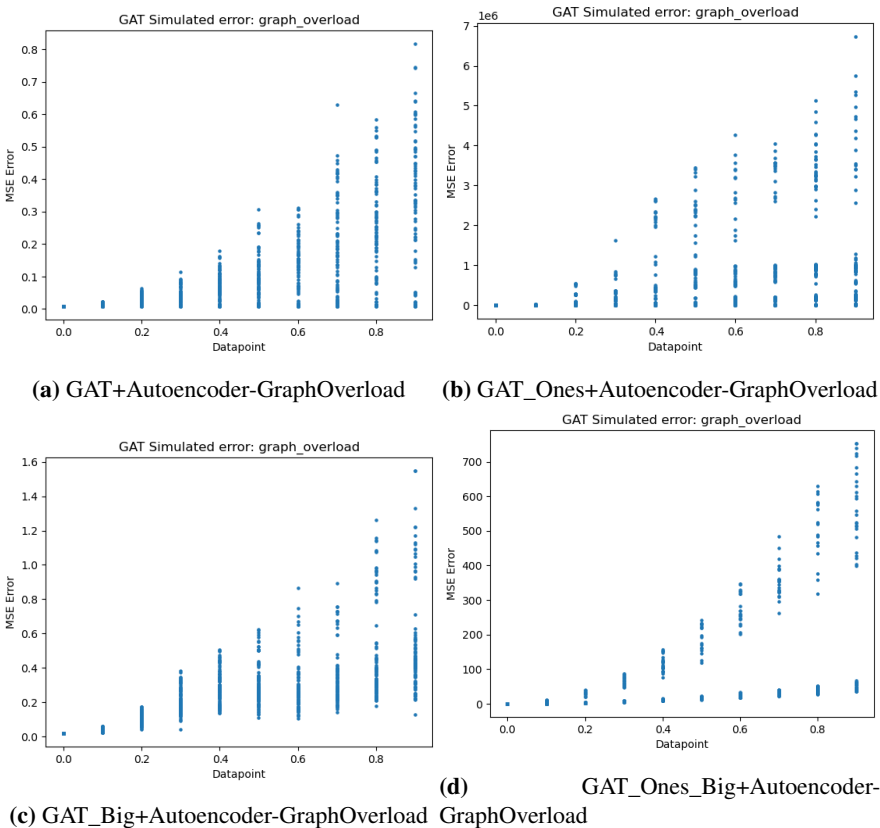 GAT Simulated error: graph_overload
0.8
0.7
0.6
0.5
0.4
0.3
0.2
0.1
0.0
MSE Error
0.0 0.2 0.4 0.6 0.8
Datapoint
(a) GAT+Autoencoder-GraphOverload
GAT Simulated error: graph_overload
1e6
7
6
5
4
3
2
1
0
MSE Error
0.0 0.2 0.4 0.6 0.8
Datapoint
(b) GAT_Ones+Autoencoder-GraphOverload
GAT Simulated error: graph_overload
1.6
1.4
1.2
1.0
0.8
0.6
0.4
0.2
0.0
MSE Error
0.0 0.2 0.4 0.6 0.8
Datapoint
(c) GAT_Big+Autoencoder-GraphOverload
GAT Simulated error: graph_overload
700
600
500
400
300
200
100
0
MSE Error
0.0 0.2 0.4 0.6 0.8
Datapoint
(d) GAT_Ones_Big+Autoencoder-
GraphOverload